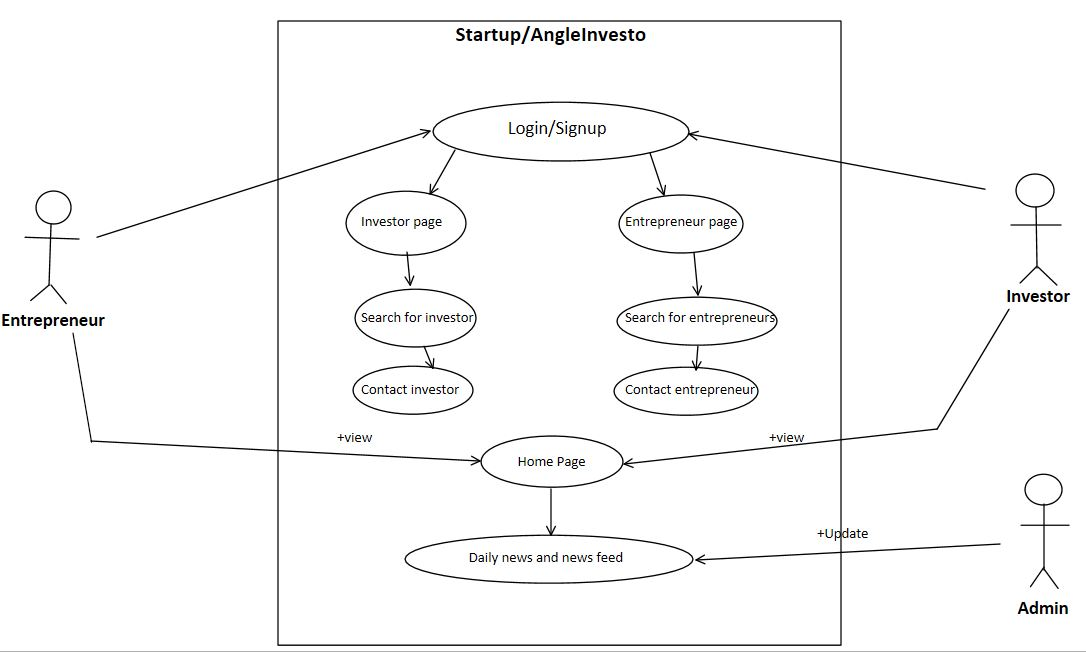 Startup/AngleInvesto
Login/Signup
Investor page
Entrepreneur page
Entrepreneur
Investor
Search for investor
Search for entrepreneurs
Contact investor
Contact entrepreneur
+view
+view
Home Page
+Update
Daily news and news feed
Admin